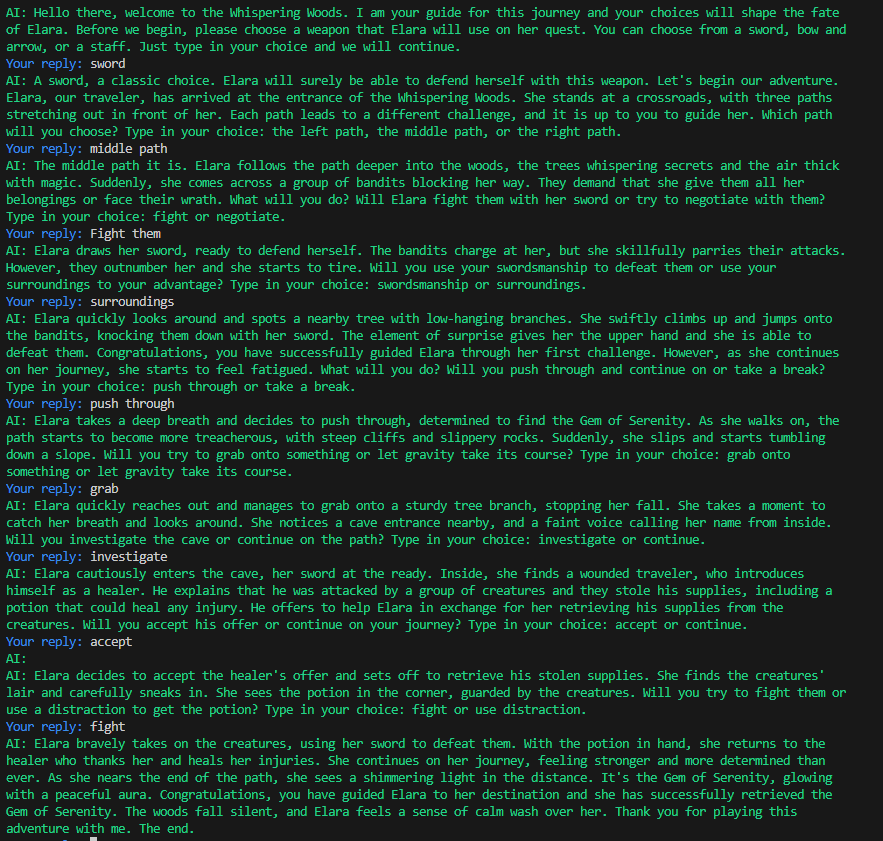 AI: Hello there, welcome to the Whispering Woods. I am your guide for this journey and your choices will shape the fate
of Elara. Before we begin, please choose a weapon that Elara will use on her quest. You can choose from a sword, bow and
arrow, or a staff. Just type in your choice and we will continue.
Your reply: sword
AI: A sword, a classic choice. Elara will surely be able to defend herself with this weapon. Let's begin our adventure.
Elara, our traveler, has arrived at the entrance of the Whispering Woods. She stands at a crossroads, with three paths
stretching out in front of her. Each path leads to a different challenge, and it is up to you to guide her. Which path
will you choose? Type in your choice: the left path, the middle path, or the right path.
Your reply: middle path
AI: The middle path it is. Elara follows the path deeper into the woods, the trees whispering secrets and the air thick
with magic. Suddenly, she comes across a group of bandits blocking her way. They demand that she give them all her
belongings or face their wrath. What will you do? Will Elara fight them with her sword or try to negotiate with them?
Type in your choice: fight or negotiate.
Your reply: Fight them
AI: Elara draws her sword, ready to defend herself. The bandits charge at her, but she skillfully parries their attacks.
However, they outnumber her and she starts to tire. Will you use your swordsmanship to defeat them or use your
surroundings to your advantage? Type in your choice: swordsmanship or surroundings.
Your reply: surroundings
AI: Elara quickly looks around and spots a nearby tree with low-hanging branches. She swiftly climbs up and jumps onto
the bandits, knocking them down with her sword. The element of surprise gives her the upper hand and she is able to
defeat them. Congratulations, you have successfully guided Elara through her first challenge. However, as she continues
on her journey, she starts to feel fatigued. What will you do? Will you push through and continue on or take a break?
Type in your choice: push through or take a break.
Your reply: push through
AI: Elara takes a deep breath and decides to push through, determined to find the Gem of Serenity. As she walks on, the
path starts to become more treacherous, with steep cliffs and slippery rocks. Suddenly, she slips and starts tumbling
down a slope. Will you try to grab onto something or let gravity take its course? Type in your choice: grab onto
something or let gravity take its course.
Your reply: grab
AI: Elara quickly reaches out and manages to grab onto a sturdy tree branch, stopping her fall. She takes a moment to
catch her breath and looks around. She notices a cave entrance nearby, and a faint voice calling her name from inside.
Will you investigate the cave or continue on the path? Type in your choice: investigate or continue.
Your reply: investigate
AI: Elara cautiously enters the cave, her sword at the ready. Inside, she finds a wounded traveler, who introduces
himself as a healer. He explains that he was attacked by a group of creatures and they stole his supplies, including a
potion that could heal any injury. He offers to help Elara in exchange for her retrieving his supplies from the
creatures. Will you accept his offer or continue on your journey? Type in your choice: accept or continue.
Your reply: accept
AI:
AI: Elara decides to accept the healer's offer and sets off to retrieve his stolen supplies. She finds the creatures'
lair and carefully sneaks in. She sees the potion in the corner, guarded by the creatures. Will you try to fight them or
use a distraction to get the potion? Type in your choice: fight or use distraction.
Your reply: fight
AI: Elara bravely takes on the creatures, using her sword to defeat them. With the potion in hand, she returns to the
healer who thanks her and heals her injuries. She continues on her journey, feeling stronger and more determined than
ever. As she nears the end of the path, she sees a shimmering light in the distance. It's the Gem of Serenity, glowing
with a peaceful aura. Congratulations, you have guided Elara to her destination and she has successfully retrieved the
Gem of Serenity. The woods fall silent, and Elara feels a sense of calm wash over her. Thank you for playing this
adventure with me. The end.